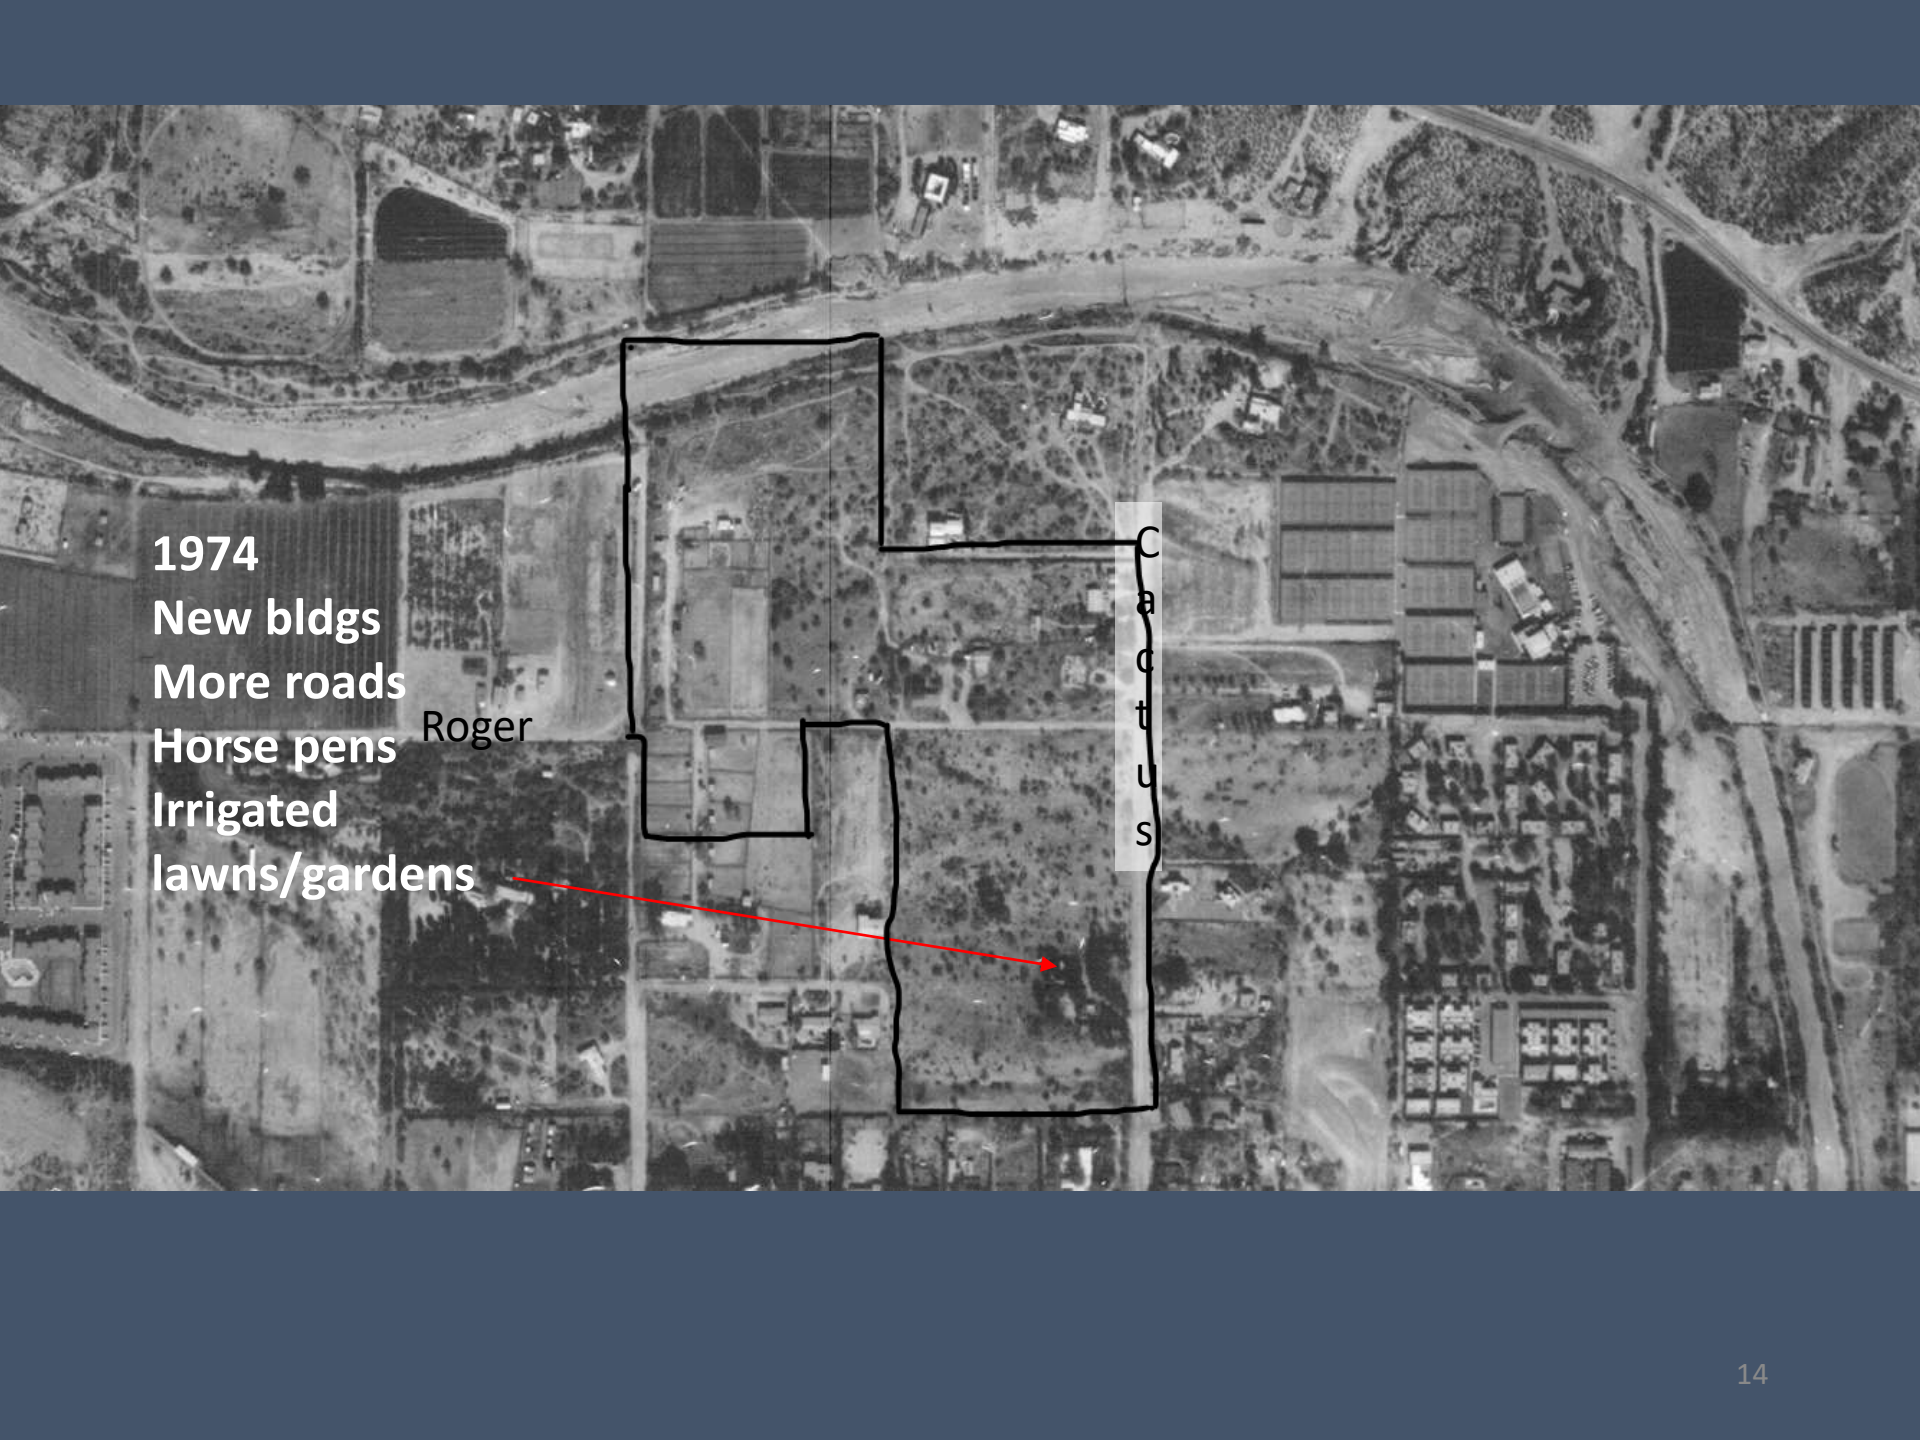 1974
New bldgs
More roads
Horse pens
Irrigated
lawns/gardens
Roger
C
a
c
t
u
s
14